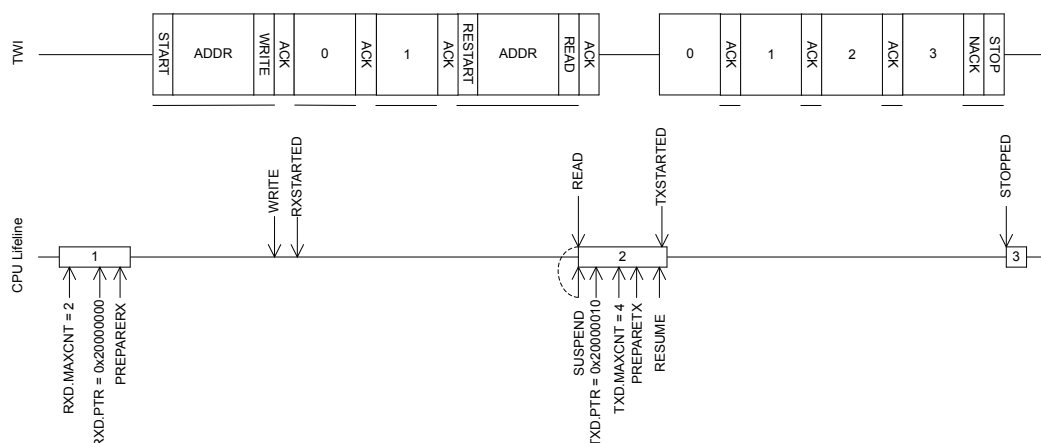 TWI
START
ADDR
WRITE
ACK
0
ACK
1
ACK
RESTART
ADDR
READ
ACK
0
ACK
1
ACK
2
ACK
3
NACK
STOP
CPU Lifeline
WRITE
RXSTARTED
READ
TXSTARTED
STOPPED
1
2
3
RXD.MAXCNT = 2
RXD.PTR = 0x20000000
PREPARERX
SUSPEND
TXD.PTR = 0x20000010
TXD.MAXCNT = 4
PREPARETX
RESUME